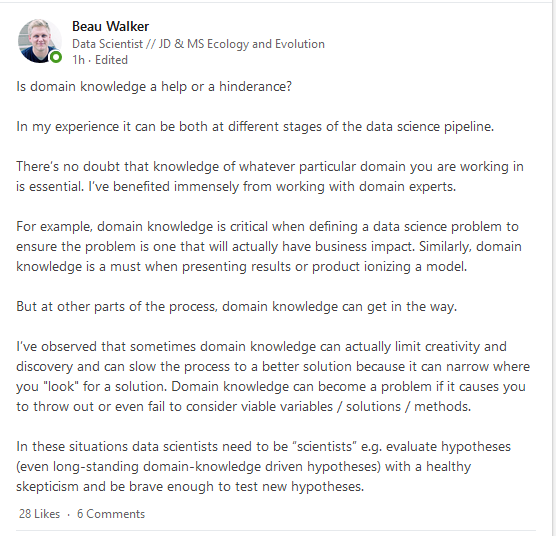 Beau Walker
Data Scientist // JD & MS Ecology and Evolution
1h · Edited
Is domain knowledge a help or a hinderance?
In my experience it can be both at different stages of the data science pipeline.
There's no doubt that knowledge of whatever particular domain you are working in
is essential. I've benefited immensely from working with domain experts.
For example, domain knowledge is critical when defining a data science problem to
ensure the problem is one that will actually have business impact. Similarly, domain
knowledge is a must when presenting results or product ionizing a model.
But at other parts of the process, domain knowledge can get in the way.
I've observed that sometimes domain knowledge can actually limit creativity and
discovery and can slow the process to a better solution because it can narrow where
you "look" for a solution. Domain knowledge can become a problem if it causes you
to throw out or even fail to consider viable variables / solutions / methods.
In these situations data scientists need to be "scientists" e.g. evaluate hypotheses
(even long-standing domain-knowledge driven hypotheses) with a healthy
skepticism and be brave enough to test new hypotheses.
28 Likes · 6 Comments